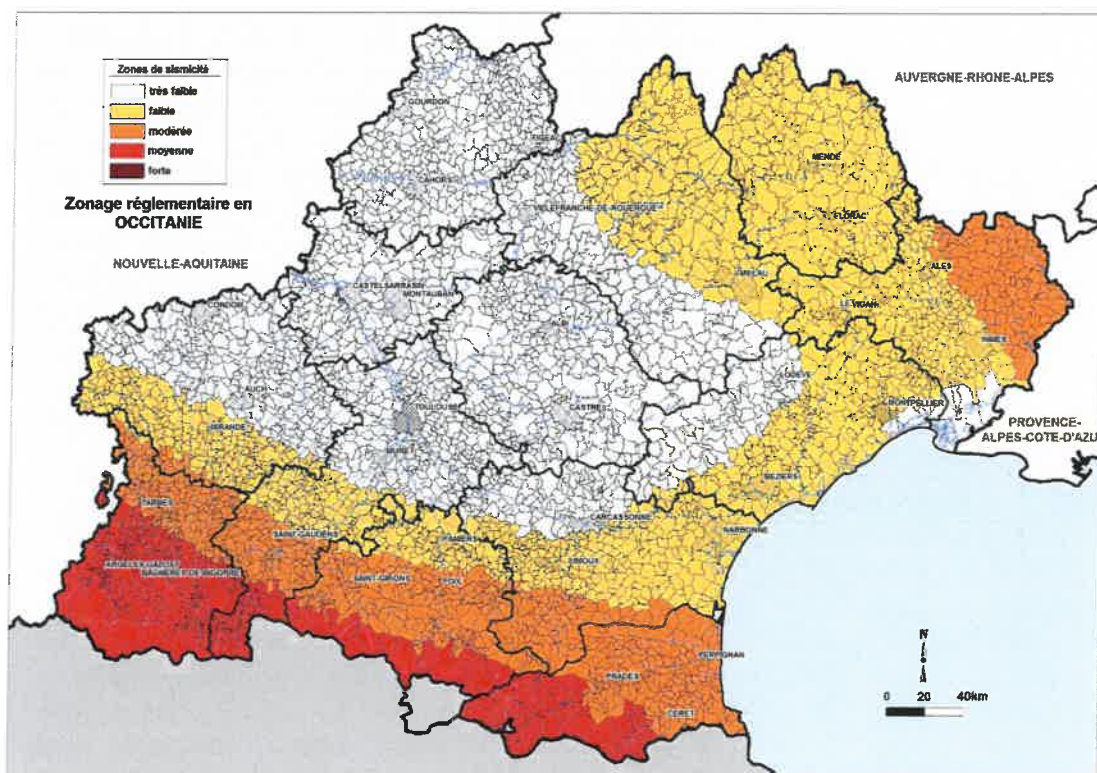 Zones de sismicité
très faible
faible
modérée
moyenne
forte
Zonage réglementaire en
OCCITANIE
AUVERGNE-RHONE-ALPES
NOUVELLE-AQUITAINE
PROVENCE-
ALPES-COTE-D'AZU
GOURDON
FIGEAC
CAHORS
MENDE
VILLEFRANCHE-DE-ROUERGUE
FLORAC
ALES
MILLAU
LE VIGAN
CASTELSARRASIN
MONTAUBAN
CONDOM
ALBI
NIMES
LODEVE
AUCH
TOULOUSE
CASTRES
MONTPELLIER
MIRANDE
MURET
BEZIERS
TARBES
CARCASSONNE
NARBONNE
SAINT-GAUDENS
PAMIERS
LIMOUX
BAGNERES-DE-BIGORRE
SAINT-GIRONS
FOIX
PERPIGNAN
PRADES
CERET
N
0 20 40km